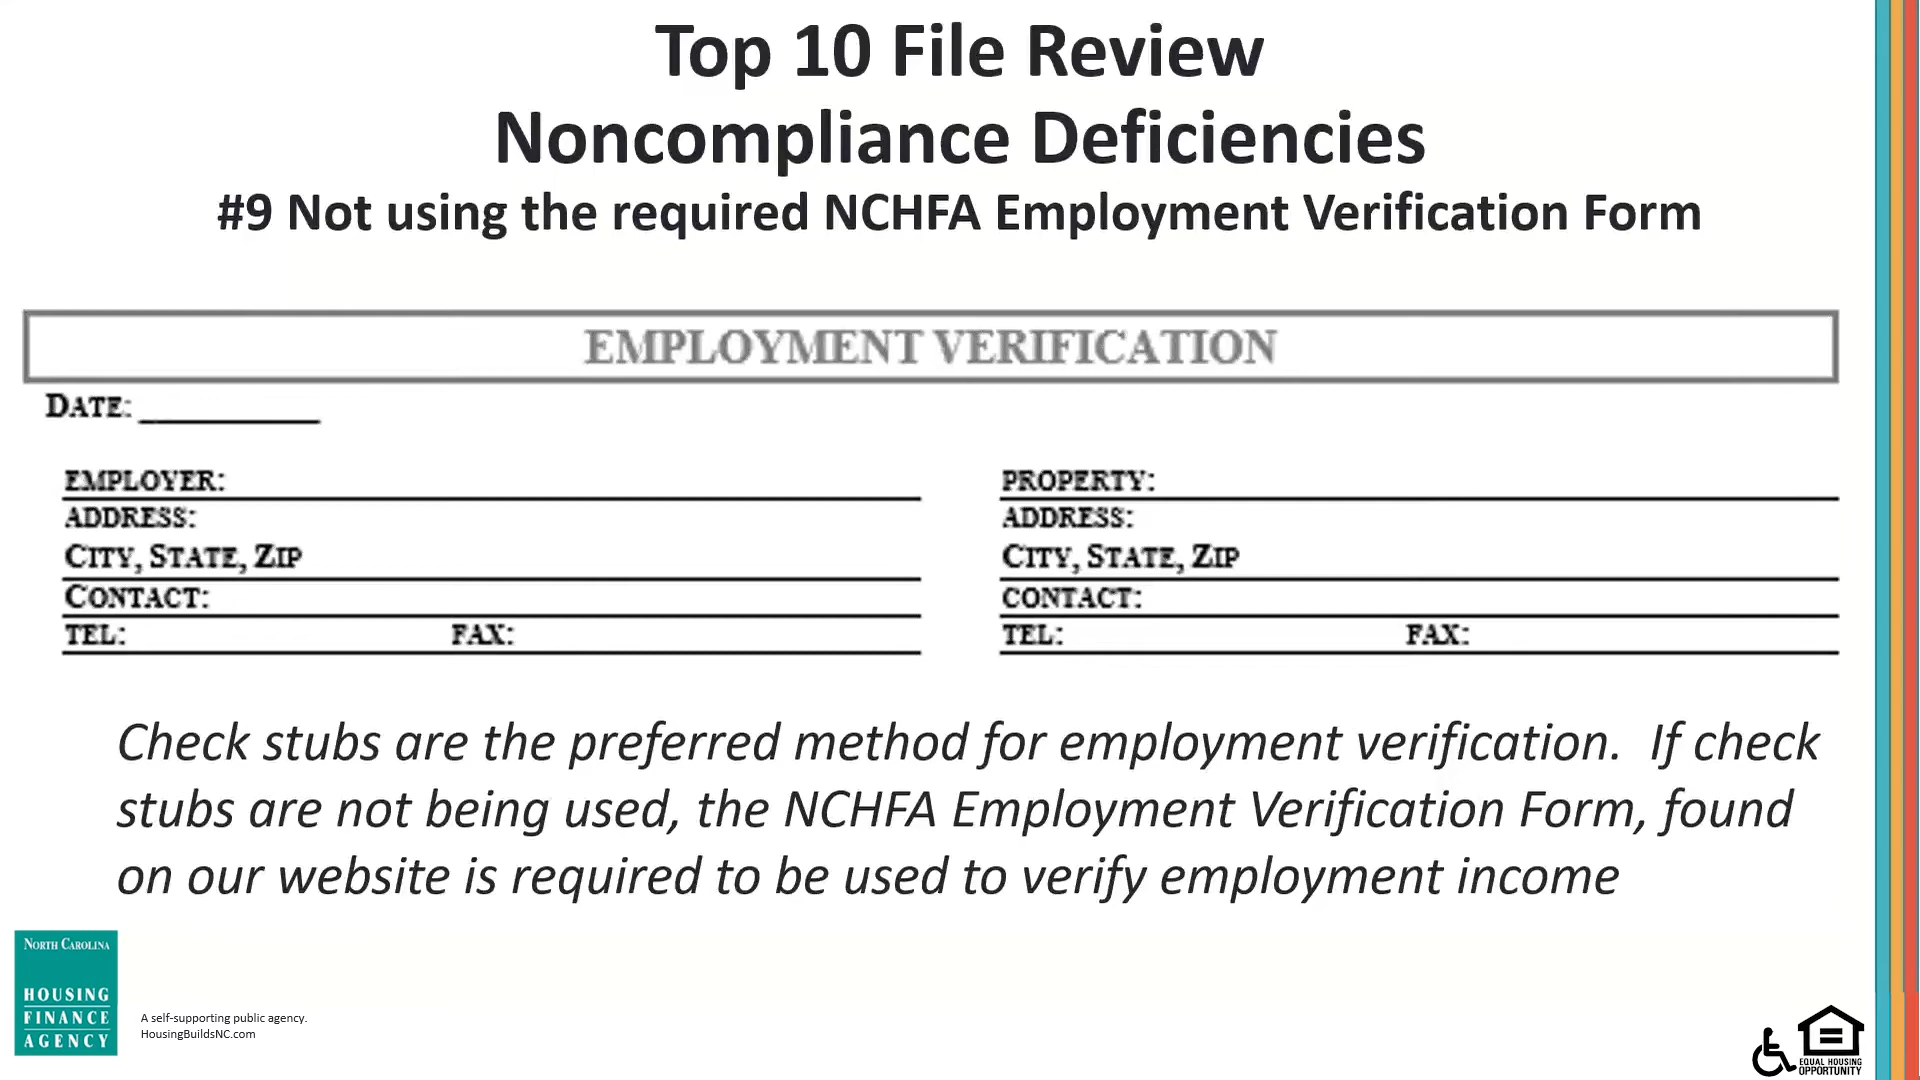 Top 10 File Review
Noncompliance Deficiencies
#9 Not using the required NCHFA Employment Verification Form
EMPLOYMENT VERIFICATION
DATE: ____________
EMPLOYER:
ADDRESS:
CITY, STATE, ZIP
CONTACT:
TEL: FAX:
PROPERTY:
ADDRESS:
CITY, STATE, ZIP
CONTACT:
TEL: FAX:
Check stubs are the preferred method for employment verification.  If check
stubs are not being used, the NCHFA Employment Verification Form, found
on our website is required to be used to verify employment income
NORTH CAROLINA
HOUSING
FINANCE
AGENCY
A self-supporting public agency.
HousingBuildsNC.com
EQUAL HOUSING
OPPORTUNITY